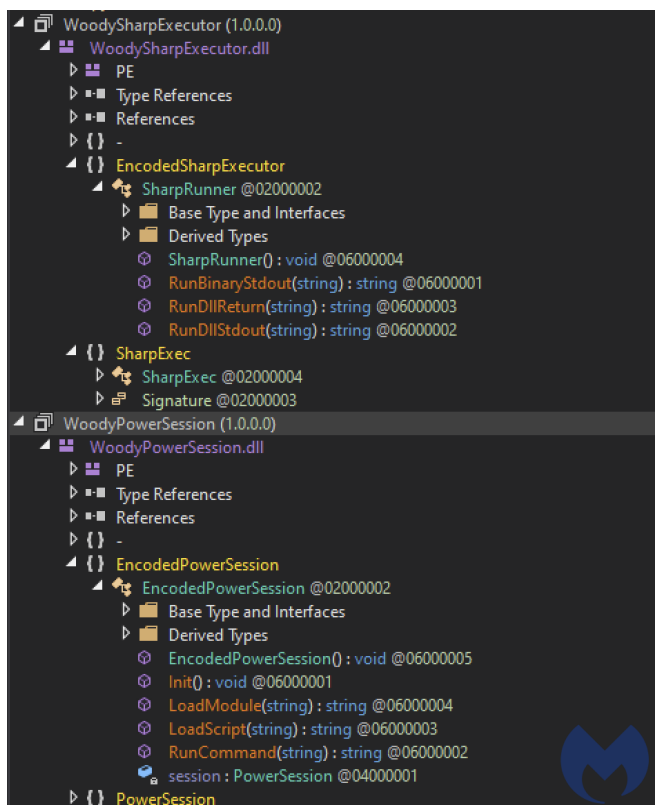 WoodySharpExecutor (1.0.0.0)
WoodySharpExecutor.dll
PE
Type References
References
{ } -
{ } EncodedSharpExecutor
SharpRunner @02000002
Base Type and Interfaces
Derived Types
SharpRunner() : void @06000004
RunBinaryStdout(string) : string @06000001
RunDllReturn(string) : string @06000003
RunDllStdout(string) : string @06000002
{ } SharpExec
SharpExec @02000004
Signature @02000003
WoodyPowerSession (1.0.0.0)
WoodyPowerSession.dll
PE
Type References
References
{ } -
{ } EncodedPowerSession
EncodedPowerSession @02000002
Base Type and Interfaces
Derived Types
EncodedPowerSession() : void @06000005
Init() : void @06000001
LoadModule(string) : string @06000004
LoadScript(string) : string @06000003
RunCommand(string) : string @06000002
session : PowerSession @04000001
{ } PowerSession